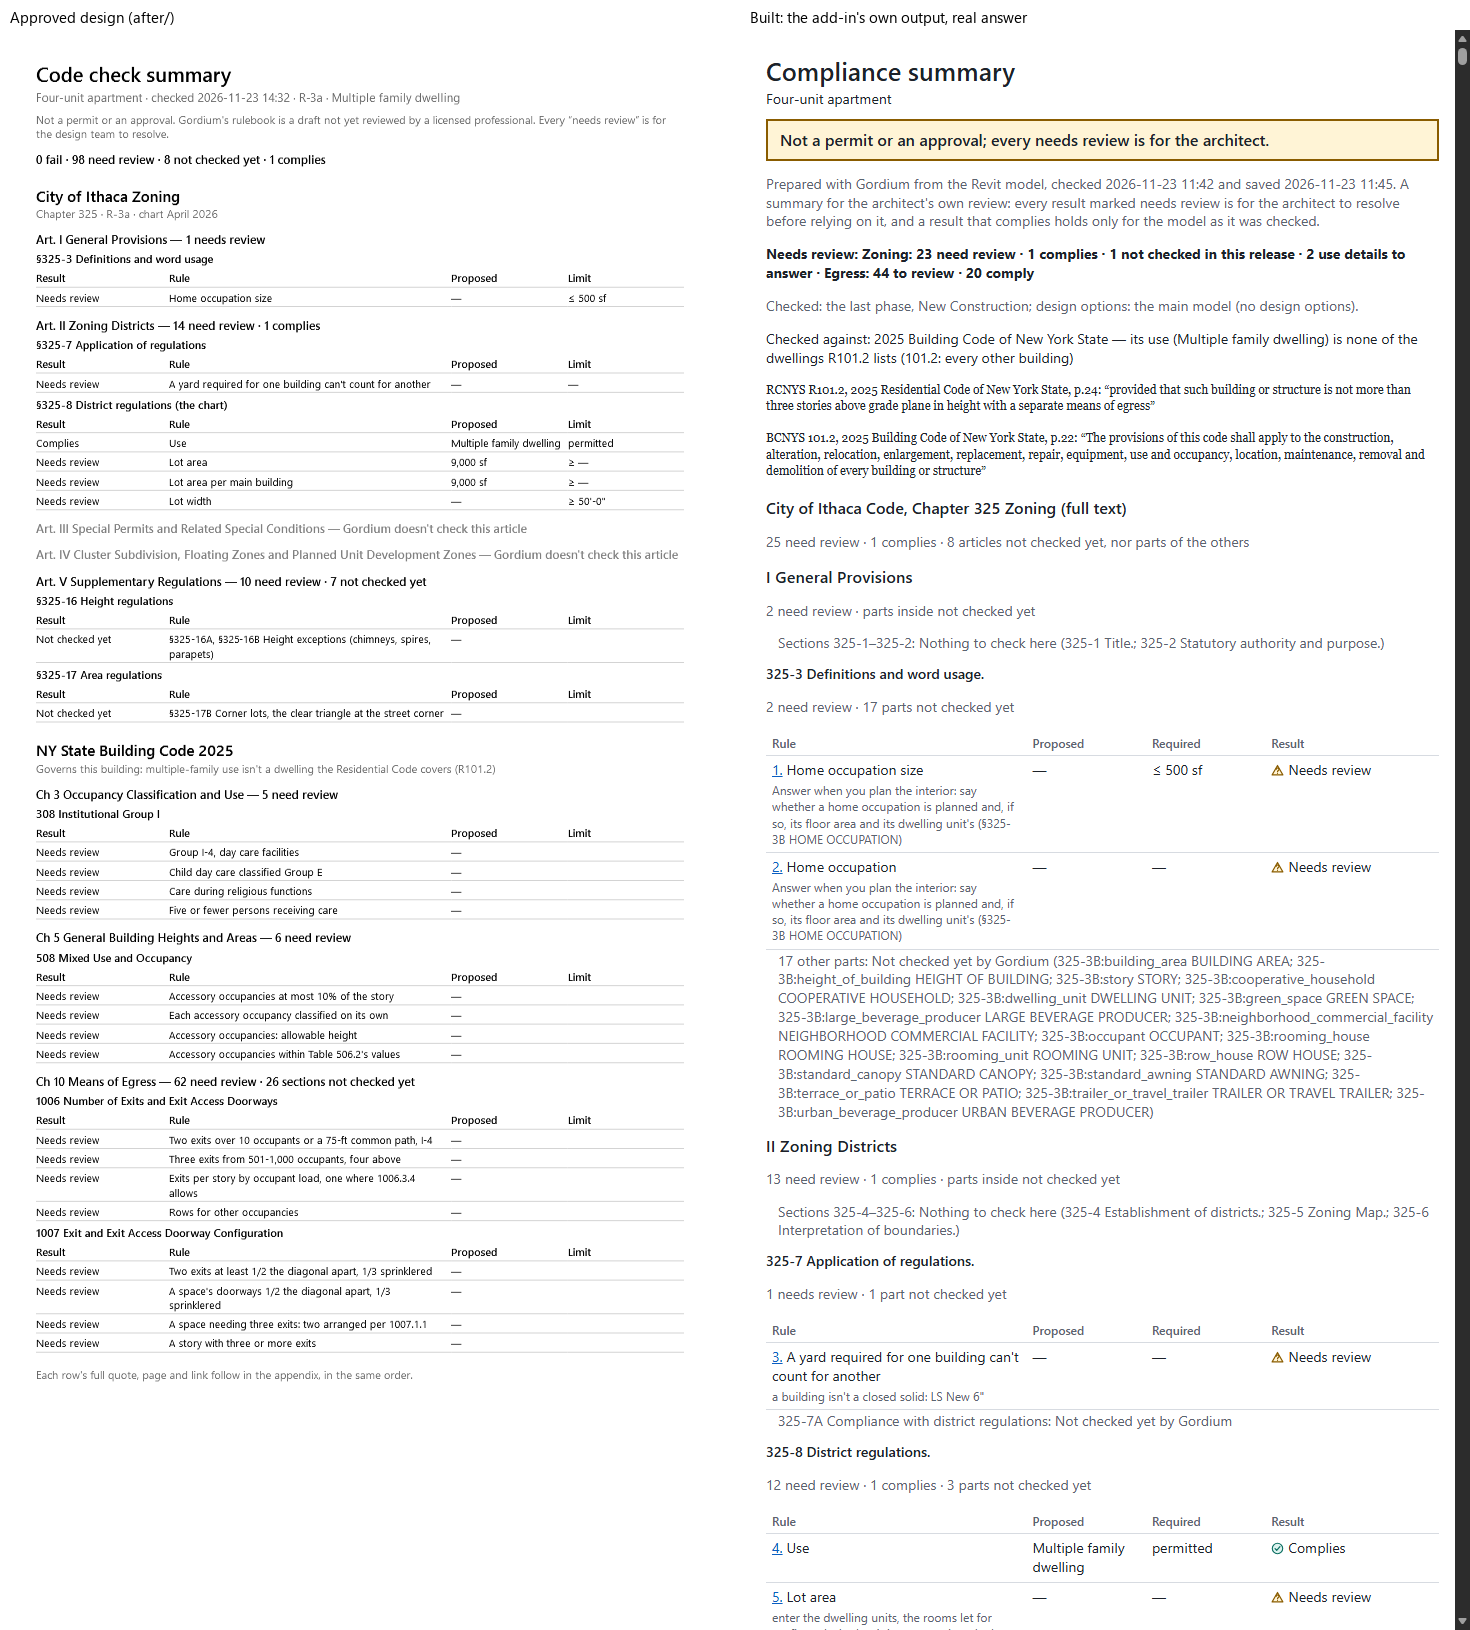 Approved design (after/)
Code check summary
Four-unit apartment · checked 2026-11-23 14:32 · R-3a · Multiple family dwelling
Not a permit or an approval. Gordium's rulebook is a draft not yet reviewed by a licensed professional. Every “needs review” is for
the design team to resolve.
0 fail · 98 need review · 8 not checked yet · 1 complies
City of Ithaca Zoning
Chapter 325 · R-3a · chart April 2026
Art. I General Provisions — 1 needs review
§325-3 Definitions and word usage
Result Rule Proposed Limit
Needs review Home occupation size — ≤ 500 sf
Art. II Zoning Districts — 14 need review · 1 complies
§325-7 Application of regulations
Result Rule Proposed Limit
Needs review A yard required for one building can't count for another — —
§325-8 District regulations (the chart)
Result Rule Proposed Limit
Complies Use Multiple family dwelling permitted
Needs review Lot area 9,000 sf ≥ —
Needs review Lot area per main building 9,000 sf ≥ —
Needs review Lot width — ≥ 50'-0"
Art. III Special Permits and Related Special Conditions — Gordium doesn't check this article
Art. IV Cluster Subdivision, Floating Zones and Planned Unit Development Zones — Gordium doesn't check this article
Art. V Supplementary Regulations — 10 need review · 7 not checked yet
§325-16 Height regulations
Result Rule Proposed Limit
Not checked yet §325-16A, §325-16B Height exceptions (chimneys, spires, —
parapets)
§325-17 Area regulations
Result Rule Proposed Limit
Not checked yet §325-17B Corner lots, the clear triangle at the street corner —
NY State Building Code 2025
Governs this building: multiple-family use isn't a dwelling the Residential Code covers (R101.2)
Ch 3 Occupancy Classification and Use — 5 need review
308 Institutional Group I
Result Rule Proposed Limit
Needs review Group I-4, day care facilities —
Needs review Child day care classified Group E —
Needs review Care during religious functions —
Needs review Five or fewer persons receiving care —
Ch 5 General Building Heights and Areas — 6 need review
508 Mixed Use and Occupancy
Result Rule Proposed Limit
Needs review Accessory occupancies at most 10% of the story —
Needs review Each accessory occupancy classified on its own —
Needs review Accessory occupancies: allowable height —
Needs review Accessory occupancies within Table 506.2's values —
Ch 10 Means of Egress — 62 need review · 26 sections not checked yet
1006 Number of Exits and Exit Access Doorways
Result Rule Proposed Limit
Needs review Two exits over 10 occupants or a 75-ft common path, I-4 —
Needs review Three exits from 501-1,000 occupants, four above —
Needs review Exits per story by occupant load, one where 1006.3.4 —
allows
Needs review Rows for other occupancies —
1007 Exit and Exit Access Doorway Configuration
Result Rule Proposed Limit
Needs review Two exits at least 1/2 the diagonal apart, 1/3 sprinklered —
Needs review A space's doorways 1/2 the diagonal apart, 1/3 —
sprinklered
Needs review A space needing three exits: two arranged per 1007.1.1 —
Needs review A story with three or more exits —
Each row's full quote, page and link follow in the appendix, in the same order.
Built: the add-in's own output, real answer
Compliance summary
Four-unit apartment
Not a permit or an approval; every needs review is for the architect.
Prepared with Gordium from the Revit model, checked 2026-11-23 11:42 and saved 2026-11-23 11:45. A
summary for the architect's own review: every result marked needs review is for the architect to resolve
before relying on it, and a result that complies holds only for the model as it was checked.
Needs review: Zoning: 23 need review · 1 complies · 1 not checked in this release · 2 use details to
answer · Egress: 44 to review · 20 comply
Checked: the last phase, New Construction; design options: the main model (no design options).
Checked against: 2025 Building Code of New York State — its use (Multiple family dwelling) is none of the
dwellings R101.2 lists (101.2: every other building)
RCNYS R101.2, 2025 Residential Code of New York State, p.24: “provided that such building or structure is not more than
three stories above grade plane in height with a separate means of egress”
BCNYS 101.2, 2025 Building Code of New York State, p.22: “The provisions of this code shall apply to the construction,
alteration, relocation, enlargement, replacement, repair, equipment, use and occupancy, location, maintenance, removal and
demolition of every building or structure”
City of Ithaca Code, Chapter 325 Zoning (full text)
25 need review · 1 complies · 8 articles not checked yet, nor parts of the others
I General Provisions
2 need review · parts inside not checked yet
Sections 325-1–325-2: Nothing to check here (325-1 Title.; 325-2 Statutory authority and purpose.)
325-3 Definitions and word usage.
2 need review · 17 parts not checked yet
Rule Proposed Required Result
1. Home occupation size — ≤ 500 sf Needs review
Answer when you plan the interior: say
whether a home occupation is planned and, if
so, its floor area and its dwelling unit's (§325-
3B HOME OCCUPATION)
2. Home occupation — — Needs review
Answer when you plan the interior: say
whether a home occupation is planned and, if
so, its floor area and its dwelling unit's (§325-
3B HOME OCCUPATION)
17 other parts: Not checked yet by Gordium (325-3B:building_area BUILDING AREA; 325-
3B:height_of_building HEIGHT OF BUILDING; 325-3B:story STORY; 325-3B:cooperative_household
COOPERATIVE HOUSEHOLD; 325-3B:dwelling_unit DWELLING UNIT; 325-3B:green_space GREEN SPACE;
325-3B:large_beverage_producer LARGE BEVERAGE PRODUCER; 325-3B:neighborhood_commercial_facility
NEIGHBORHOOD COMMERCIAL FACILITY; 325-3B:occupant OCCUPANT; 325-3B:rooming_house
ROOMING HOUSE; 325-3B:rooming_unit ROOMING UNIT; 325-3B:row_house ROW HOUSE; 325-
3B:standard_canopy STANDARD CANOPY; 325-3B:standard_awning STANDARD AWNING; 325-
3B:terrace_or_patio TERRACE OR PATIO; 325-3B:trailer_or_travel_trailer TRAILER OR TRAVEL TRAILER; 325-
3B:urban_beverage_producer URBAN BEVERAGE PRODUCER)
II Zoning Districts
13 need review · 1 complies · parts inside not checked yet
Sections 325-4–325-6: Nothing to check here (325-4 Establishment of districts.; 325-5 Zoning Map.; 325-6
Interpretation of boundaries.)
325-7 Application of regulations.
1 needs review · 1 part not checked yet
Rule Proposed Required Result
3. A yard required for one building can't — — Needs review
count for another
a building isn't a closed solid: LS New 6"
325-7A Compliance with district regulations: Not checked yet by Gordium
325-8 District regulations.
12 need review · 1 complies · 3 parts not checked yet
Rule Proposed Required Result
4. Use Multiple family permitted Complies
dwelling
5. Lot area — — Needs review
enter the dwelling units, the rooms let for